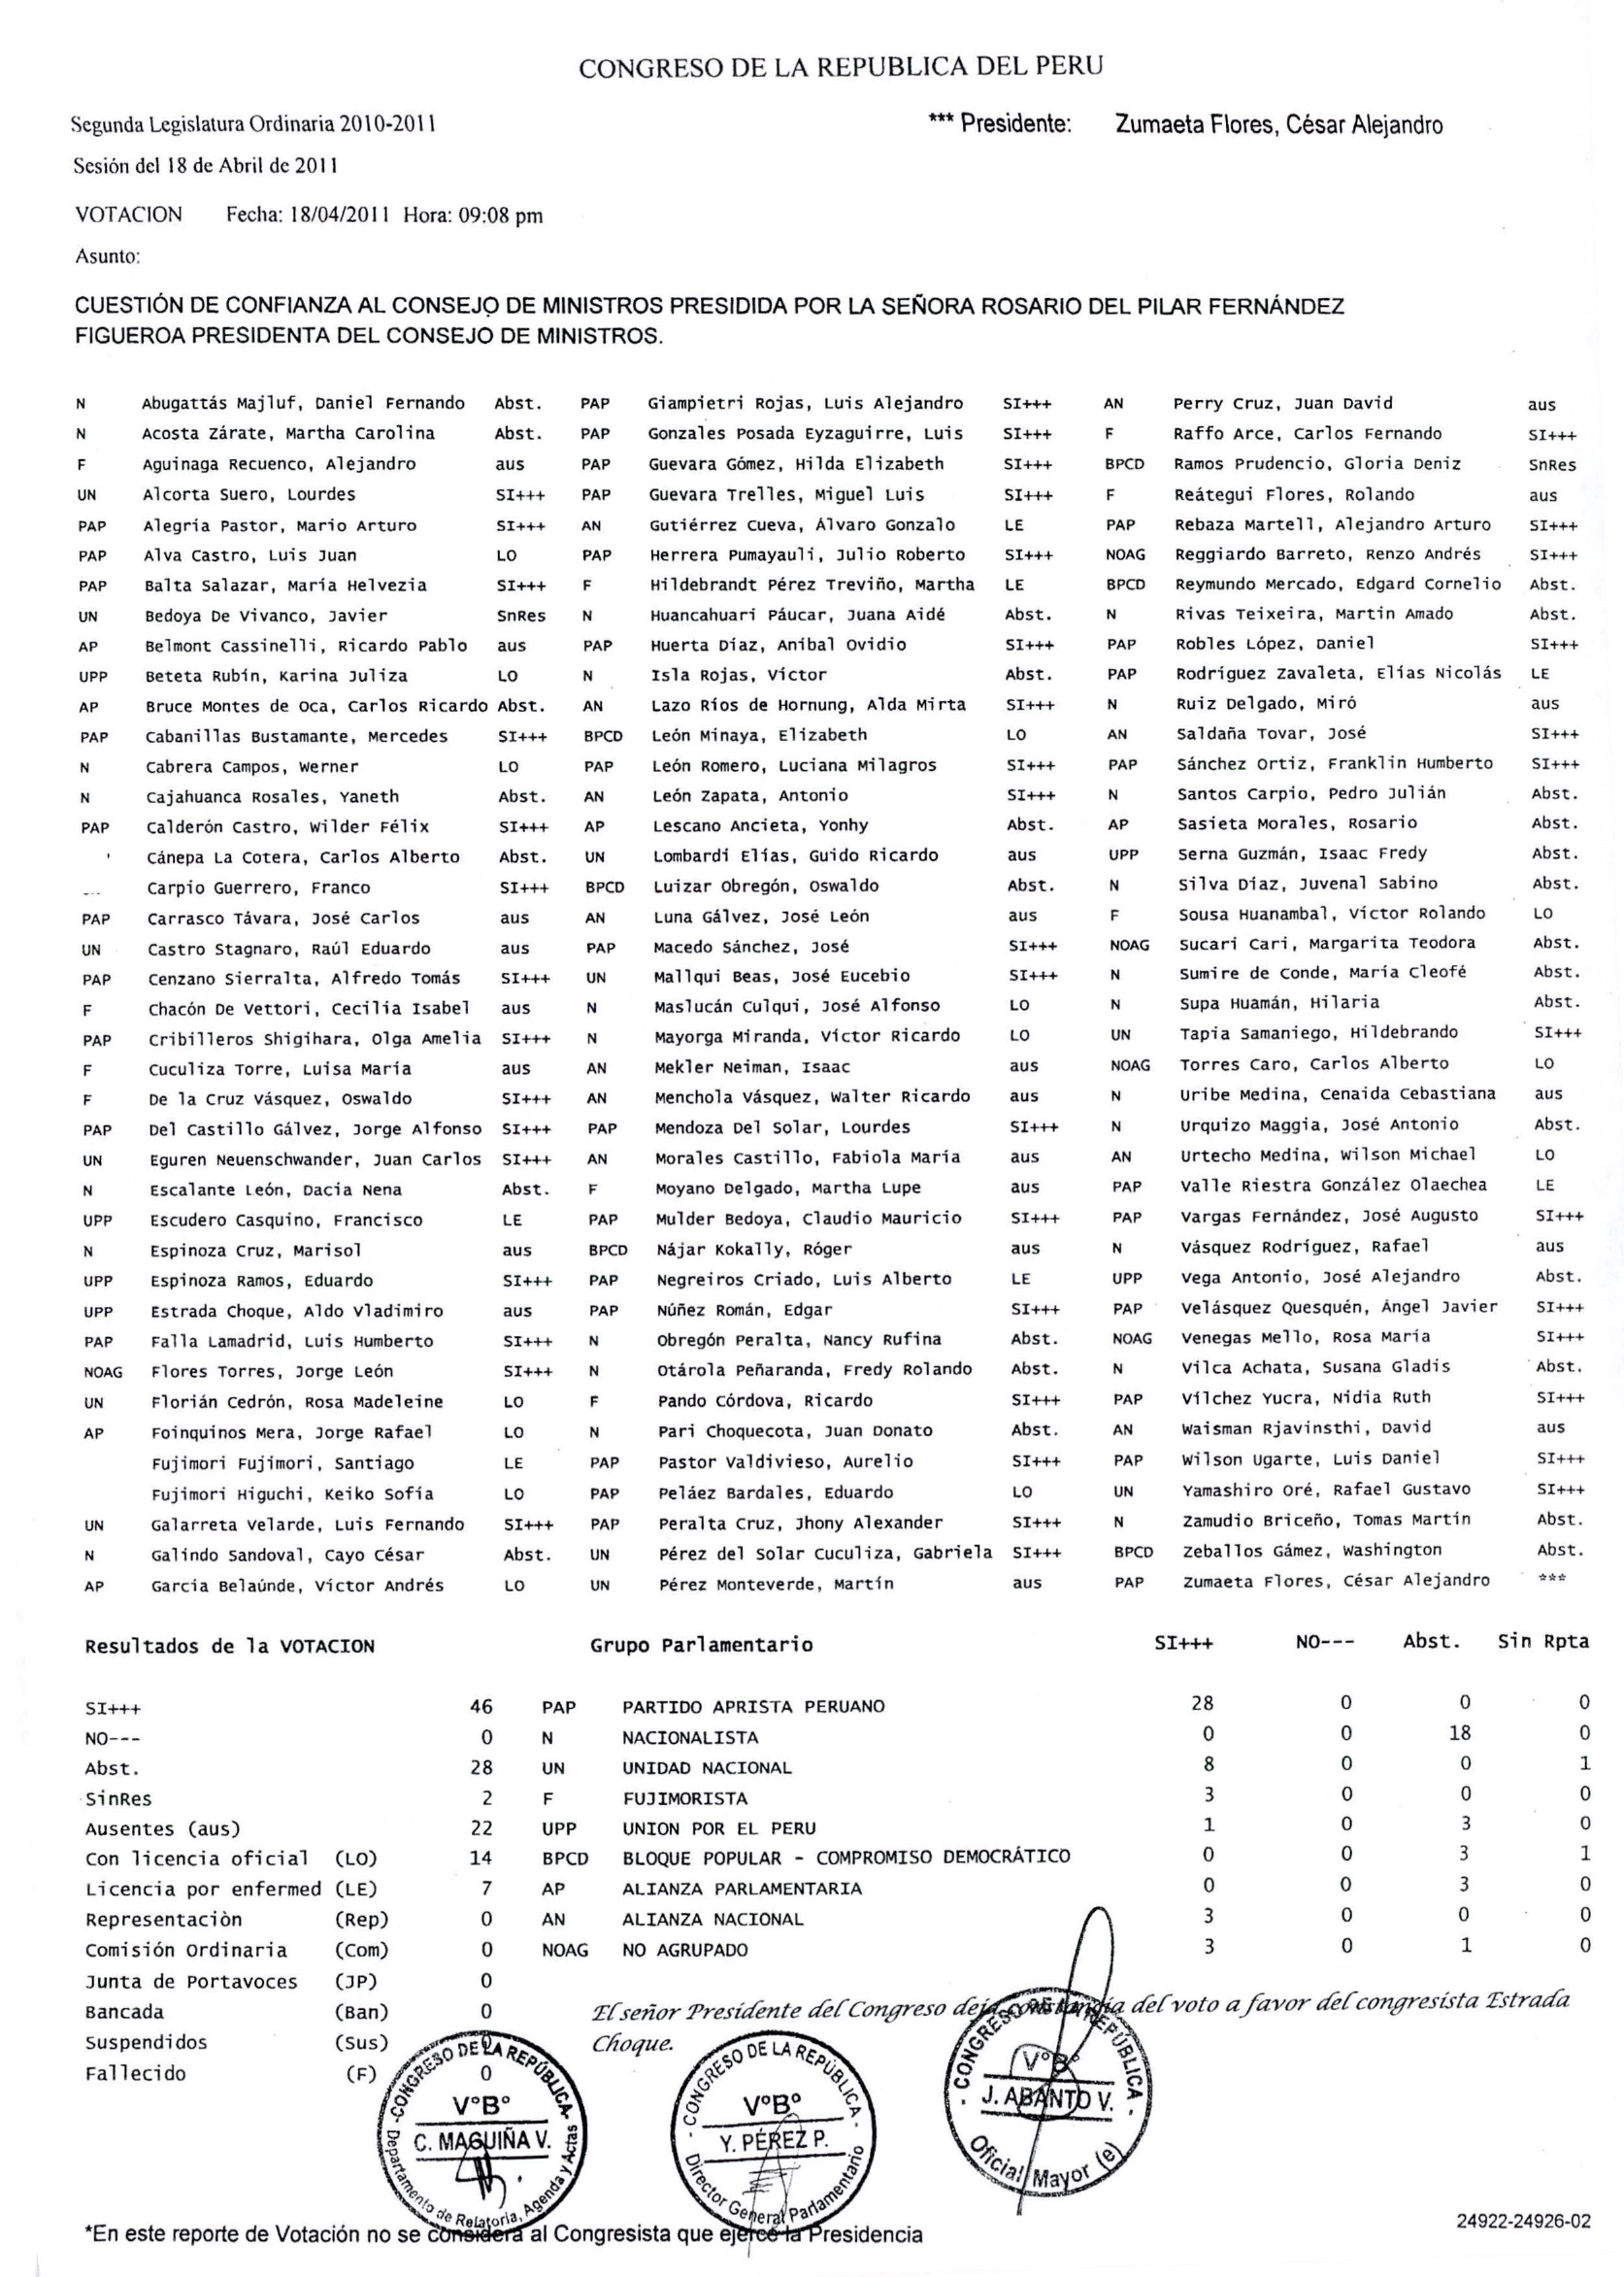 CONGRESO DE LA REPUBLICA DEL PERU
Segunda Legislatura Ordinaria 2010-2011 *** Presidente: Zumaeta Flores, César Alejandro
Sesión del 18 de Abril de 2011
VOTACION Fecha: 18/04/2011 Hora: 09:08 pm
Asunto:
CUESTIÓN DE CONFIANZA AL CONSEJO DE MINISTROS PRESIDIDA POR LA SEÑORA ROSARIO DEL PILAR FERNÁNDEZ
FIGUEROA PRESIDENTA DEL CONSEJO DE MINISTROS.
N Abugattás Majluf, Daniel Fernando Abst. PAP Giampietri Rojas, Luis Alejandro SI+++ AN Perry Cruz, Juan David aus
N Acosta Zárate, Martha Carolina Abst. PAP Gonzales Posada Eyzaguirre, Luis SI+++ F Raffo Arce, Carlos Fernando SI+++
F Aguinaga Recuenco, Alejandro aus PAP Guevara Gómez, Hilda Elizabeth SI+++ BPCD Ramos Prudencio, Gloria Deniz SnRes
UN Alcorta Suero, Lourdes SI+++ PAP Guevara Trelles, Miguel Luis SI+++ F Reátegui Flores, Rolando aus
PAP Alegría Pastor, Mario Arturo SI+++ AN Gutiérrez Cueva, Álvaro Gonzalo LE PAP Rebaza Martell, Alejandro Arturo SI+++
PAP Alva Castro, Luis Juan LO PAP Herrera Pumayauli, Julio Roberto SI+++ NOAG Reggiardo Barreto, Renzo Andrés SI+++
PAP Balta Salazar, María Helvezia SI+++ F Hildebrandt Pérez Treviño, Martha LE BPCD Reymundo Mercado, Edgard Cornelio Abst.
UN Bedoya De Vivanco, Javier SnRes N Huancahuari Páucar, Juana Aidé Abst. N Rivas Teixeira, Martin Amado Abst.
AP Belmont Cassinelli, Ricardo Pablo aus PAP Huerta Díaz, Aníbal Ovidio SI+++ PAP Robles López, Daniel SI+++
UPP Beteta Rubín, Karina Juliza LO N Isla Rojas, Víctor Abst. PAP Rodríguez Zavaleta, Elías Nicolás LE
AP Bruce Montes de Oca, Carlos Ricardo Abst. AN Lazo Ríos de Hornung, Alda Mirta SI+++ N Ruiz Delgado, Miró aus
PAP Cabanillas Bustamante, Mercedes SI+++ BPCD León Minaya, Elizabeth LO AN Saldaña Tovar, José SI+++
N Cabrera Campos, Werner LO PAP León Romero, Luciana Milagros SI+++ PAP Sánchez Ortiz, Franklin Humberto SI+++
N Cajahuanca Rosales, Yaneth Abst. AN León Zapata, Antonio SI+++ N Santos Carpio, Pedro Julián Abst.
PAP Calderón Castro, Wilder Félix SI+++ AP Lescano Ancieta, Yonhy Abst. AP Sasieta Morales, Rosario Abst.
Cánepa La Cotera, Carlos Alberto Abst. UN Lombardi Elías, Guido Ricardo aus UPP Serna Guzmán, Isaac Fredy Abst.
Carpio Guerrero, Franco SI+++ BPCD Luizar Obregón, Oswaldo Abst. N Silva Díaz, Juvenal Sabino Abst.
PAP Carrasco Távara, José Carlos aus AN Luna Gálvez, José León aus F Sousa Huanambal, Víctor Rolando LO
UN Castro Stagnaro, Raúl Eduardo aus PAP Macedo Sánchez, José SI+++ NOAG Sucari Cari, Margarita Teodora Abst.
PAP Cenzano Sierralta, Alfredo Tomás SI+++ UN Mallqui Beas, José Eucebio SI+++ N Sumire de Conde, María Cleofé Abst.
F Chacón De Vettori, Cecilia Isabel aus N Maslucán Culqui, José Alfonso LO N Supa Huamán, Hilaria Abst.
PAP Cribilleros Shigihara, Olga Amelia SI+++ N Mayorga Miranda, Víctor Ricardo LO UN Tapia Samaniego, Hildebrando SI+++
F Cuculiza Torre, Luisa María aus AN Mekler Neiman, Isaac aus NOAG Torres Caro, Carlos Alberto LO
F De la Cruz Vásquez, Oswaldo SI+++ AN Menchola Vásquez, Walter Ricardo aus N Uribe Medina, Cenaida Cebastiana aus
PAP Del Castillo Gálvez, Jorge Alfonso SI+++ PAP Mendoza Del Solar, Lourdes SI+++ N Urquizo Maggia, José Antonio Abst.
UN Eguren Neuenschwander, Juan Carlos SI+++ AN Morales Castillo, Fabiola María aus AN Urtecho Medina, Wilson Michael LO
N Escalante León, Dacia Nena Abst. F Moyano Delgado, Martha Lupe aus PAP Valle Riestra González Olaechea LE
UPP Escudero Casquino, Francisco LE PAP Mulder Bedoya, Claudio Mauricio SI+++ PAP Vargas Fernández, José Augusto SI+++
N Espinoza Cruz, Marisol aus BPCD Nájar Kokally, Róger aus N Vásquez Rodríguez, Rafael aus
UPP Espinoza Ramos, Eduardo SI+++ PAP Negreiros Criado, Luis Alberto LE UPP Vega Antonio, José Alejandro Abst.
UPP Estrada Choque, Aldo Vladimiro aus PAP Núñez Román, Edgar SI+++ PAP Velásquez Quesquén, Ángel Javier SI+++
PAP Falla Lamadrid, Luis Humberto SI+++ N Obregón Peralta, Nancy Rufina Abst. NOAG Venegas Mello, Rosa María SI+++
NOAG Flores Torres, Jorge León SI+++ N Otárola Peñaranda, Fredy Rolando Abst. N Vilca Achata, Susana Gladis Abst.
UN Florián Cedrón, Rosa Madeleine LO F Pando Córdova, Ricardo SI+++ PAP Vílchez Yucra, Nidia Ruth SI+++
AP Foinquinos Mera, Jorge Rafael LO N Pari Choquecota, Juan Donato Abst. AN Waisman Rjavinsthi, David aus
Fujimori Fujimori, Santiago LE PAP Pastor Valdivieso, Aurelio SI+++ PAP Wilson Ugarte, Luis Daniel SI+++
Fujimori Higuchi, Keiko Sofía LO PAP Peláez Bardales, Eduardo LO UN Yamashiro Oré, Rafael Gustavo SI+++
UN Galarreta Velarde, Luis Fernando SI+++ PAP Peralta Cruz, Jhony Alexander SI+++ N Zamudio Briceño, Tomas Martín Abst.
N Galindo Sandoval, Cayo César Abst. UN Pérez del Solar Cuculiza, Gabriela SI+++ BPCD Zeballos Gámez, Washington Abst.
AP García Belaúnde, Víctor Andrés LO UN Pérez Monteverde, Martín aus PAP Zumaeta Flores, César Alejandro ***
Resultados de la VOTACION Grupo Parlamentario SI+++ NO--- Abst. Sin Rpta
SI+++ 46 PAP PARTIDO APRISTA PERUANO 28 0 0 0
NO--- 0 N NACIONALISTA 0 0 18 0
Abst. 28 UN UNIDAD NACIONAL 8 0 0 1
SinRes 2 F FUJIMORISTA 3 0 0 0
Ausentes (aus) 22 UPP UNION POR EL PERU 1 0 3 0
Con licencia oficial (LO) 14 BPCD BLOQUE POPULAR - COMPROMISO DEMOCRÁTICO 0 0 3 1
Licencia por enfermed (LE) 7 AP ALIANZA PARLAMENTARIA 0 0 3 0
Representaciòn (Rep) 0 AN ALIANZA NACIONAL 3 0 0 0
Comisión Ordinaria (Com) 0 NOAG NO AGRUPADO 3 0 1 0
Junta de Portavoces (JP) 0
Bancada (Ban) 0
El señor Presidente del Congreso deja constancia del voto a favor del congresista Estrada
Choque.
Suspendidos (Sus) 0
Fallecido (F) 0
CONGRESO DE LA REPÚBLICA
V°B°
C. MAGUIÑA V.
Departamento de Relatoría, Agenda y Actas
CONGRESO DE LA REPÚBLICA
V°B°
Y. PÉREZ P.
Director General Parlamentario
CONGRESO DE LA REPÚBLICA
V°B°
J. ABANTO V.
Oficial Mayor (e)
*En este reporte de Votación no se considera al Congresista que ejerce la Presidencia
24922-24926-02